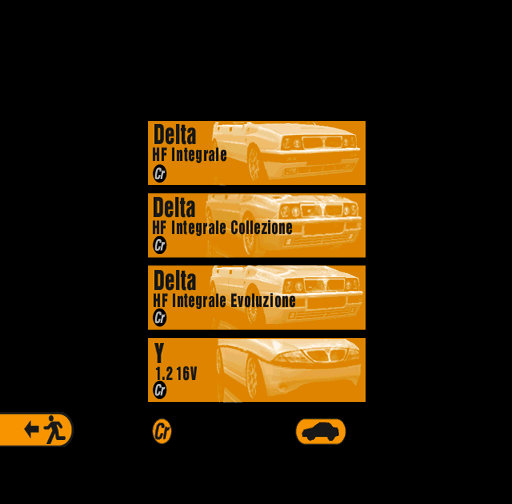 Delta
HF Integrale
Cr
Delta
HF Integrale Collezione
Cr
Delta
HF Integrale Evoluzione
Cr
Y
1.2 16V
Cr
Cr